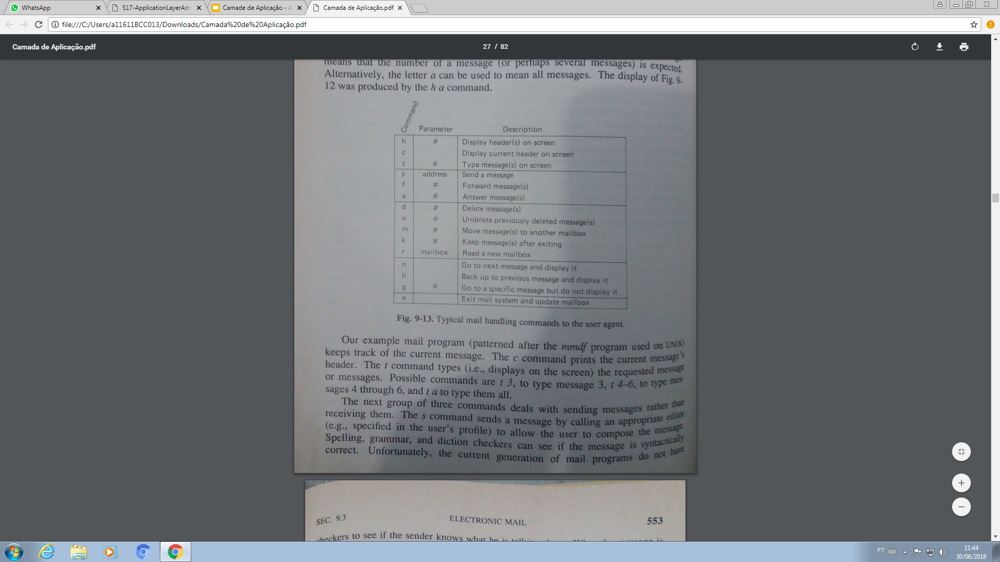 WhatsApp
S17-ApplicationLayerAdri
Camade de Aplicação - A
Camada de Aplicação.pdf
file:///C:/Users/a11611BCC013/Downloads/Camada%20de%20Aplicação.pdf
Camada de Aplicação.pdf
27 / 82
means that the number of a message (or perhaps several messages) is expected.
Alternatively, the letter a can be used to mean all messages. The display of Fig. 9-
12 was produced by the h a command.
Command Parameter Description
h # Display header(s) on screen
c Display current header on screen
t # Type message(s) on screen
s address Send a message
f # Forward message(s)
a # Answer message(s)
d # Delete message(s)
u # Undelete previously deleted message(s)
m # Move message(s) to another mailbox
k # Keep message(s) after exiting
r mailbox Read a new mailbox
n Go to next message and display it
b Back up to previous message and display it
g # Go to a specific message but do not display it
e Exit mail system and update mailbox
Fig. 9-13. Typical mail handling commands to the user agent.
Our example mail program (patterned after the mmdf program used on UNIX)
keeps track of the current message. The c command prints the current message's
header. The t command types (i.e., displays on the screen) the requested message
or messages. Possible commands are t 3, to type message 3, t 4–6, to type mes-
sages 4 through 6, and t a to type them all.
The next group of three commands deals with sending messages rather than
receiving them. The s command sends a message by calling an appropriate editor
(e.g., specified in the user's profile) to allow the user to compose the message.
Spelling, grammar, and diction checkers can see if the message is syntactically
correct. Unfortunately, the current generation of mail programs do not have
SEC. 9.3 ELECTRONIC MAIL 553
checkers to see if the sender knows what he is
PT
11:44
30/06/2018